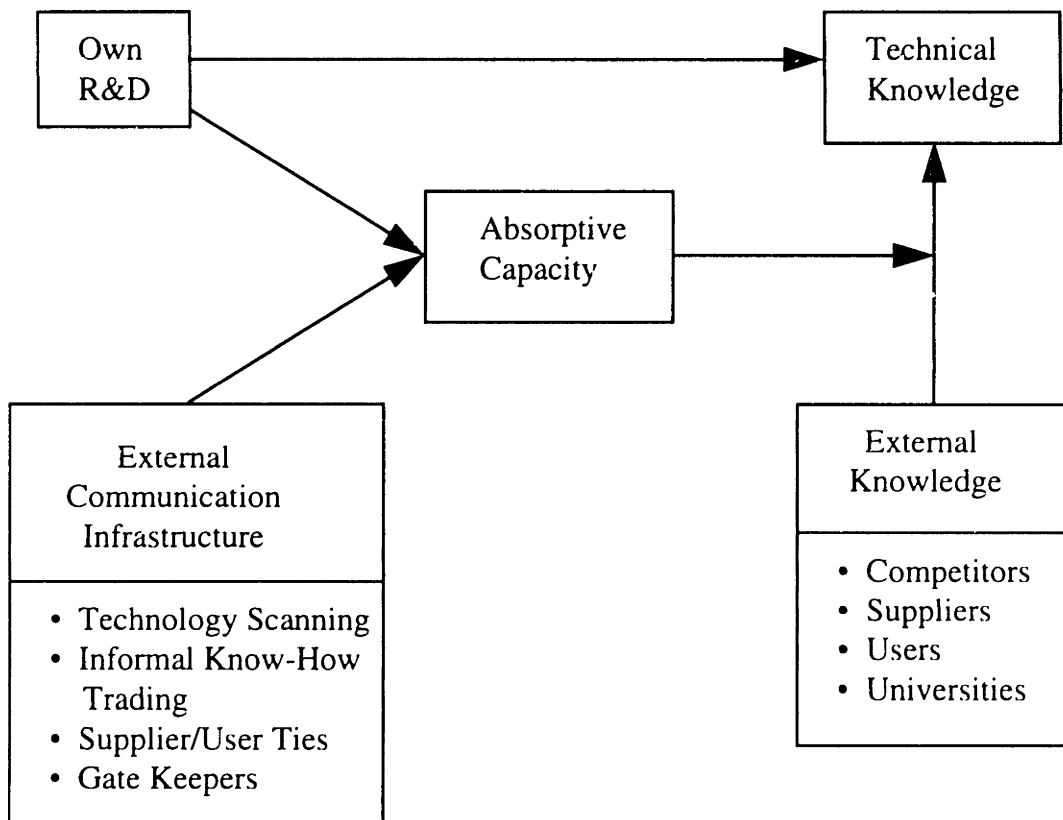 Own
R&D
Technical
Knowledge
Absorptive
Capacity
External
Communication
Infrastructure
• Technology Scanning
• Informal Know-How
Trading
• Supplier/User Ties
• Gate Keepers
External
Knowledge
• Competitors
• Suppliers
• Users
• Universities